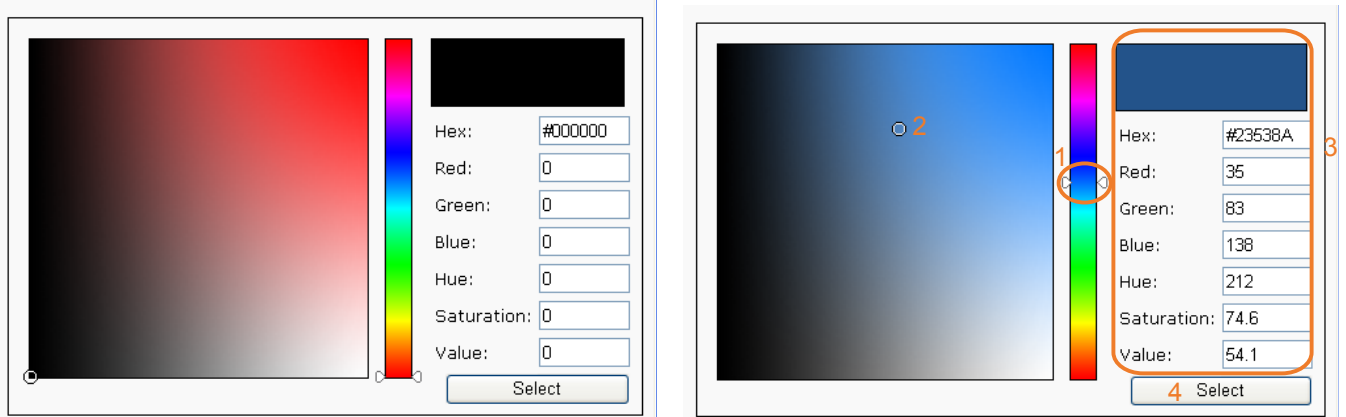 Hex: #000000
Red: 0
Green: 0
Blue: 0
Hue: 0
Saturation: 0
Value: 0
Select
2
1
3
Hex: #23538A
Red: 35
Green: 83
Blue: 138
Hue: 212
Saturation: 74.6
Value: 54.1
4 Select